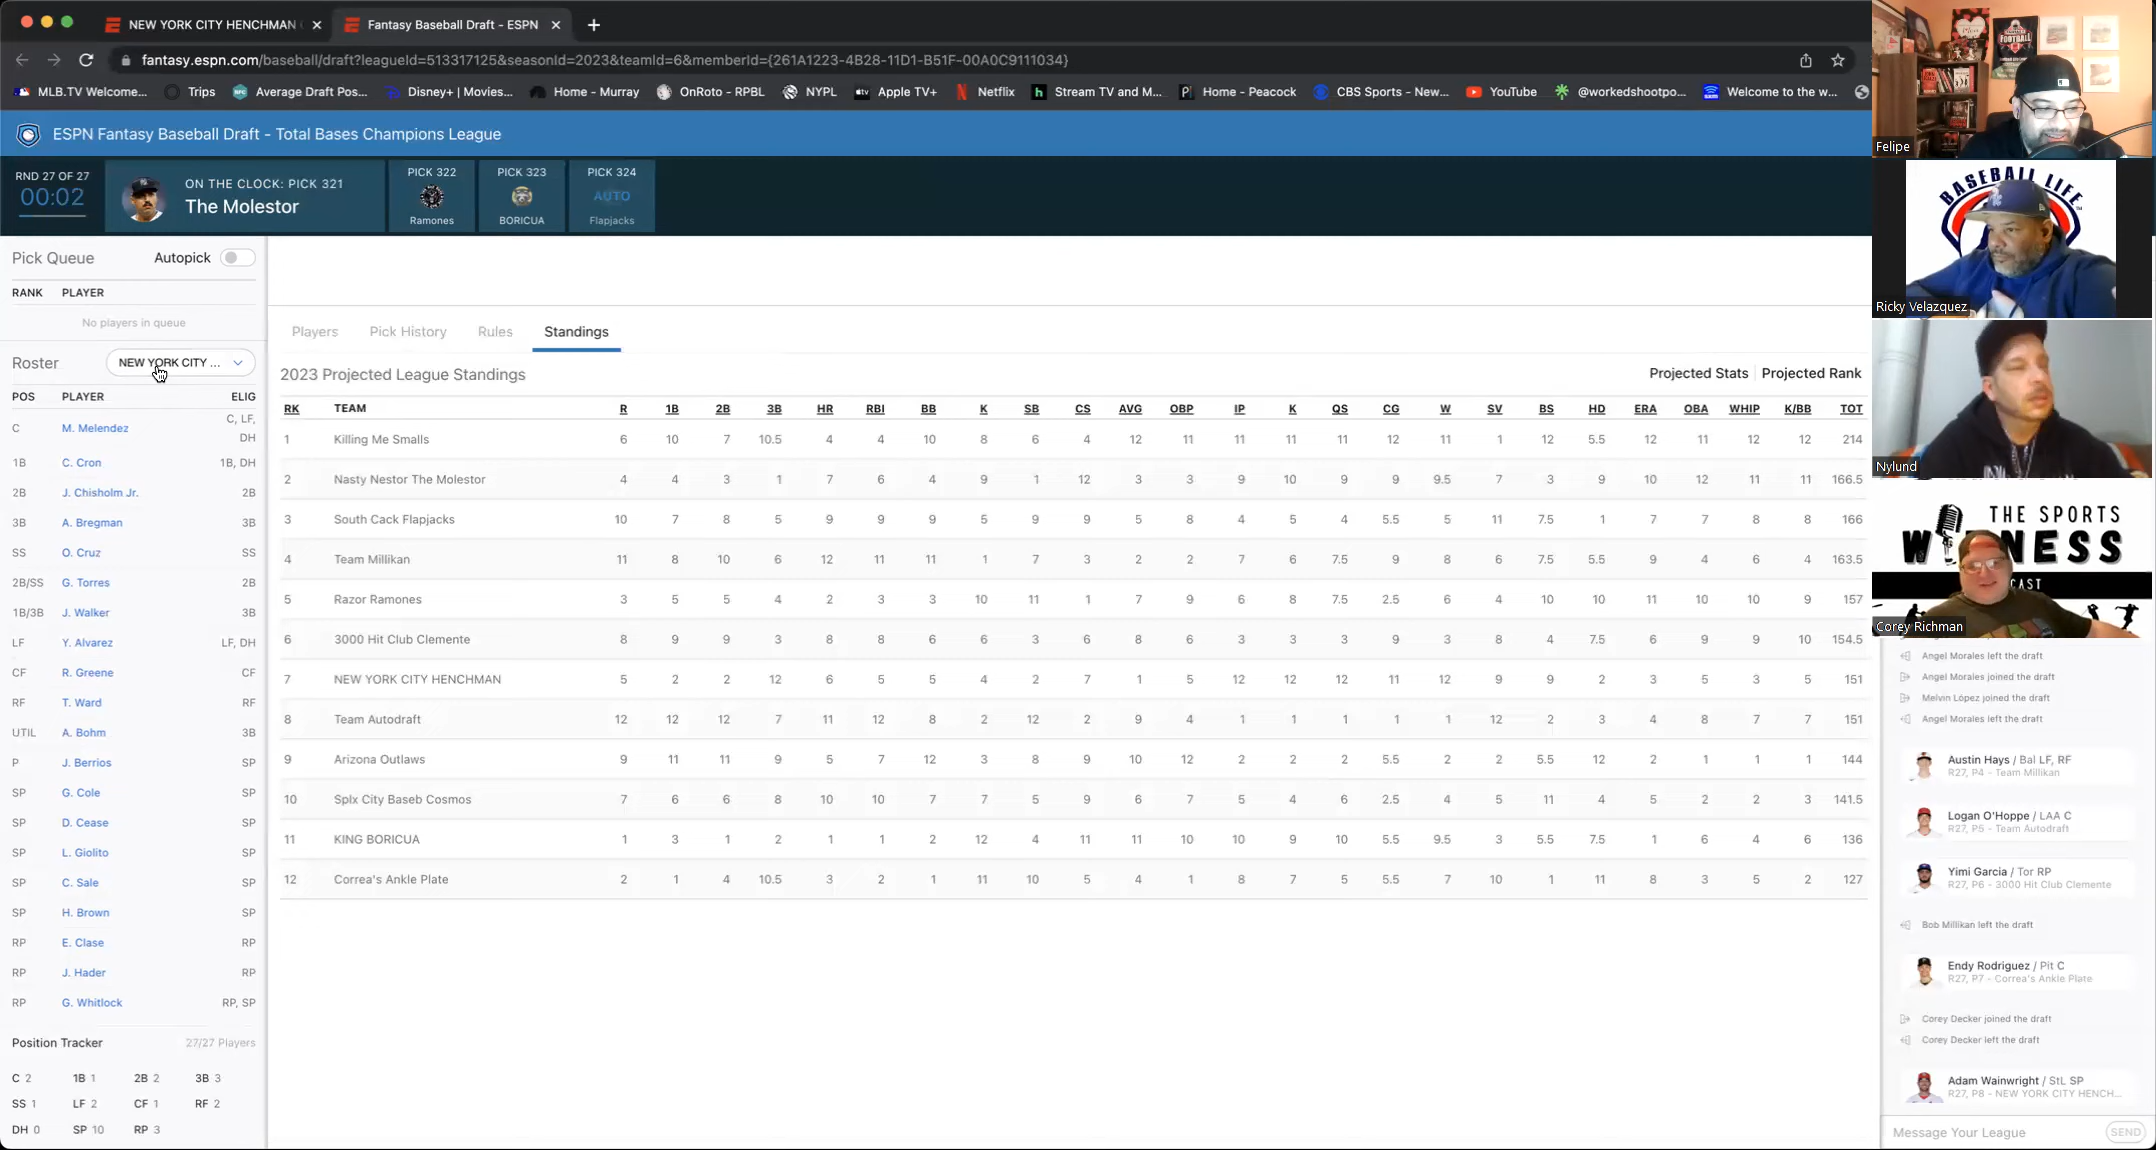 NEW YORK CITY HENCHMAN
Fantasy Baseball Draft - ESPN
fantasy.espn.com/baseball/draft?leagueId=513317125&seasonId=2023&teamId=6&memberId={261A1223-4B28-11D1-B51F-00A0C9111034}
MLB.TV Welcome... Trips Average Draft Pos... Disney+ | Movies... Home - Murray OnRoto - RPBL NYPL Apple TV+ Netflix Stream TV and M... Home - Peacock CBS Sports - New... YouTube @workedshootpo... Welcome to the w...
ESPN Fantasy Baseball Draft - Total Bases Champions League
RND 27 OF 27
00:02
ON THE CLOCK: PICK 321
The Molestor
PICK 322
Ramones
PICK 323
BORICUA
PICK 324
AUTO
Flapjacks
Pick Queue Autopick
RANK PLAYER
No players in queue
Roster NEW YORK CITY ...
POS PLAYER ELIG
C M. Melendez C, LF, DH
1B C. Cron 1B, DH
2B J. Chisholm Jr. 2B
3B A. Bregman 3B
SS O. Cruz SS
2B/SS G. Torres 2B
1B/3B J. Walker 3B
LF Y. Alvarez LF, DH
CF R. Greene CF
RF T. Ward RF
UTIL A. Bohm 3B
P J. Berrios SP
SP G. Cole SP
SP D. Cease SP
SP L. Giolito SP
SP C. Sale SP
SP H. Brown SP
RP E. Clase RP
RP J. Hader RP
RP G. Whitlock RP, SP
Position Tracker 27/27 Players
C 2 1B 1 2B 2 3B 3
SS 1 LF 2 CF 1 RF 2
DH 0 SP 10 RP 3
Players Pick History Rules Standings
2023 Projected League Standings Projected Stats Projected Rank
RK TEAM R 1B 2B 3B HR RBI BB K SB CS AVG OBP IP K QS CG W SV BS HD ERA OBA WHIP K/BB TOT
1 Killing Me Smalls 6 10 7 10.5 4 4 10 8 6 4 12 11 11 11 11 12 11 1 12 5.5 12 11 12 12 214
2 Nasty Nestor The Molestor 4 4 3 1 7 6 4 9 1 12 3 3 9 10 9 9 9.5 7 3 9 10 12 11 11 166.5
3 South Cack Flapjacks 10 7 8 5 9 9 9 5 9 9 5 8 4 5 4 5.5 5 11 7.5 1 7 7 8 8 166
4 Team Millikan 11 8 10 6 12 11 11 1 7 3 2 2 7 6 7.5 9 8 6 7.5 5.5 9 4 6 4 163.5
5 Razor Ramones 3 5 5 4 2 3 3 10 11 1 7 9 6 8 7.5 2.5 6 4 10 10 11 10 10 9 157
6 3000 Hit Club Clemente 8 9 9 3 8 8 6 6 3 6 8 6 3 3 3 9 3 8 4 7.5 6 9 9 10 154.5
7 NEW YORK CITY HENCHMAN 5 2 2 12 6 5 5 4 2 7 1 5 12 12 12 11 12 9 9 2 3 5 3 5 151
8 Team Autodraft 12 12 12 7 11 12 8 2 12 2 9 4 1 1 1 1 1 12 2 3 4 8 7 7 151
9 Arizona Outlaws 9 11 11 9 5 7 12 3 8 9 10 12 2 2 2 5.5 2 2 5.5 12 2 1 1 1 144
10 Splx City Baseb Cosmos 7 6 6 8 10 10 7 7 5 9 6 7 5 4 6 2.5 4 5 11 4 5 2 2 3 141.5
11 KING BORICUA 1 3 1 2 1 1 2 12 4 11 11 10 10 9 10 5.5 9.5 3 5.5 7.5 1 6 4 6 136
12 Correa's Ankle Plate 2 1 4 10.5 3 2 1 11 10 5 4 1 8 7 5 5.5 7 10 1 11 8 3 5 2 127
Felipe
BASEBALL LIFE
Ricky Velazquez
Nylund
THE SPORTS
Corey Richman
Angel Morales left the draft
Angel Morales joined the draft
Melvin López joined the draft
Angel Morales left the draft
Austin Hays / Bal LF, RF
R27, P4 - Team Millikan
Logan O'Hoppe / LAA C
R27, P5 - Team Autodraft
Yimi Garcia / Tor RP
R27, P6 - 3000 Hit Club Clemente
Bob Millikan left the draft
Endy Rodriguez / Pit C
R27, P7 - Correa's Ankle Plate
Corey Decker joined the draft
Corey Decker left the draft
Adam Wainwright / StL SP
R27, P8 - NEW YORK CITY HENCH...
Message Your League SEND